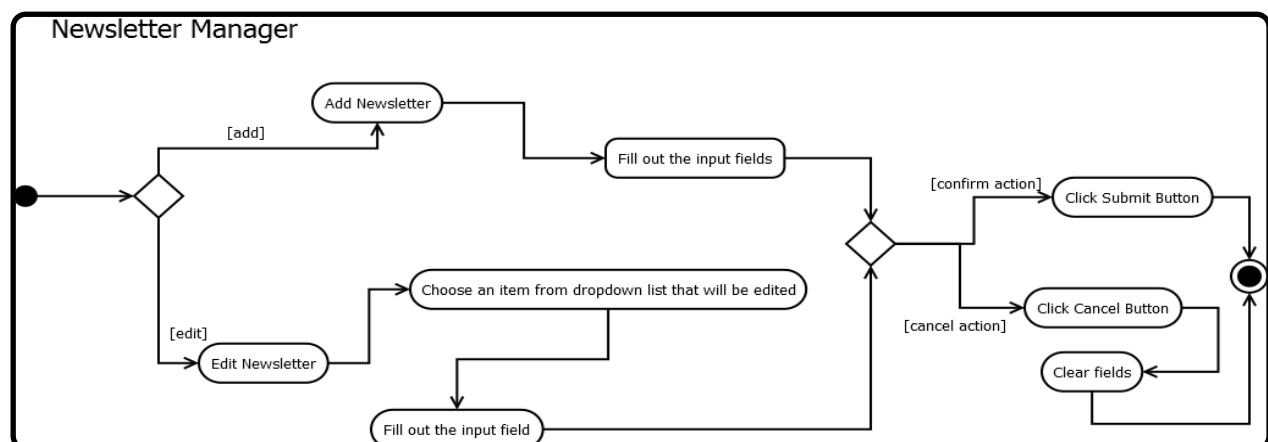 Newsletter Manager
Add Newsletter
[add]
Fill out the input fields
[confirm action]
Click Submit Button
Choose an item from dropdown list that will be edited
Click Cancel Button
[cancel action]
[edit]
Edit Newsletter
Clear fields
Fill out the input field